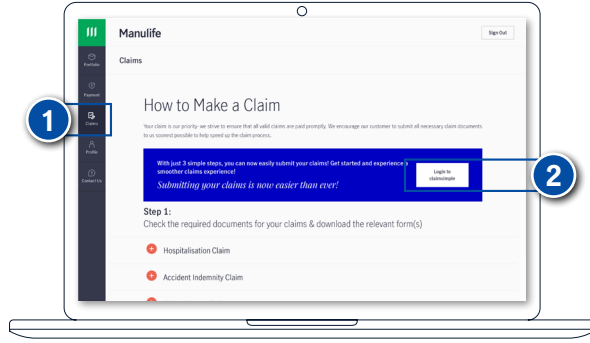 Manulife
Sign Out
Portfolio
Claims
Payment
Claims
Profile
Contact Us
1
How to Make a Claim
Your claim is our priority- we strive to ensure that all valid claims are paid promptly. We encourage our customer to submit all necessary claim documents
to us soonest possible to help speed up the claim process.
With just 3 simple steps, you can now easily submit your claims! Get started and experience a
smoother claims experience!
Submitting your claims is now easier than ever!
Login to
claimsimple
2
Step 1:
Check the required documents for your claims & download the relevant form(s)
Hospitalisation Claim
Accident Indemnity Claim